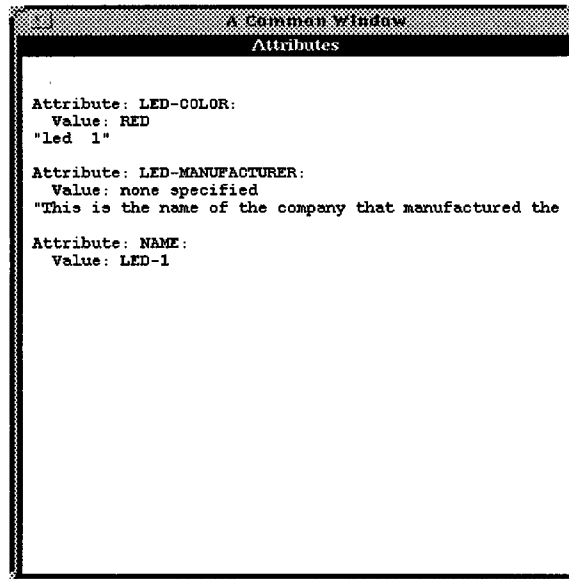 A Common Window
Attributes
Attribute: LED-COLOR:
Value: RED
"led 1"
Attribute: LED-MANUFACTURER:
Value: none specified
"This is the name of the company that manufactured the
Attribute: NAME:
Value: LED-1